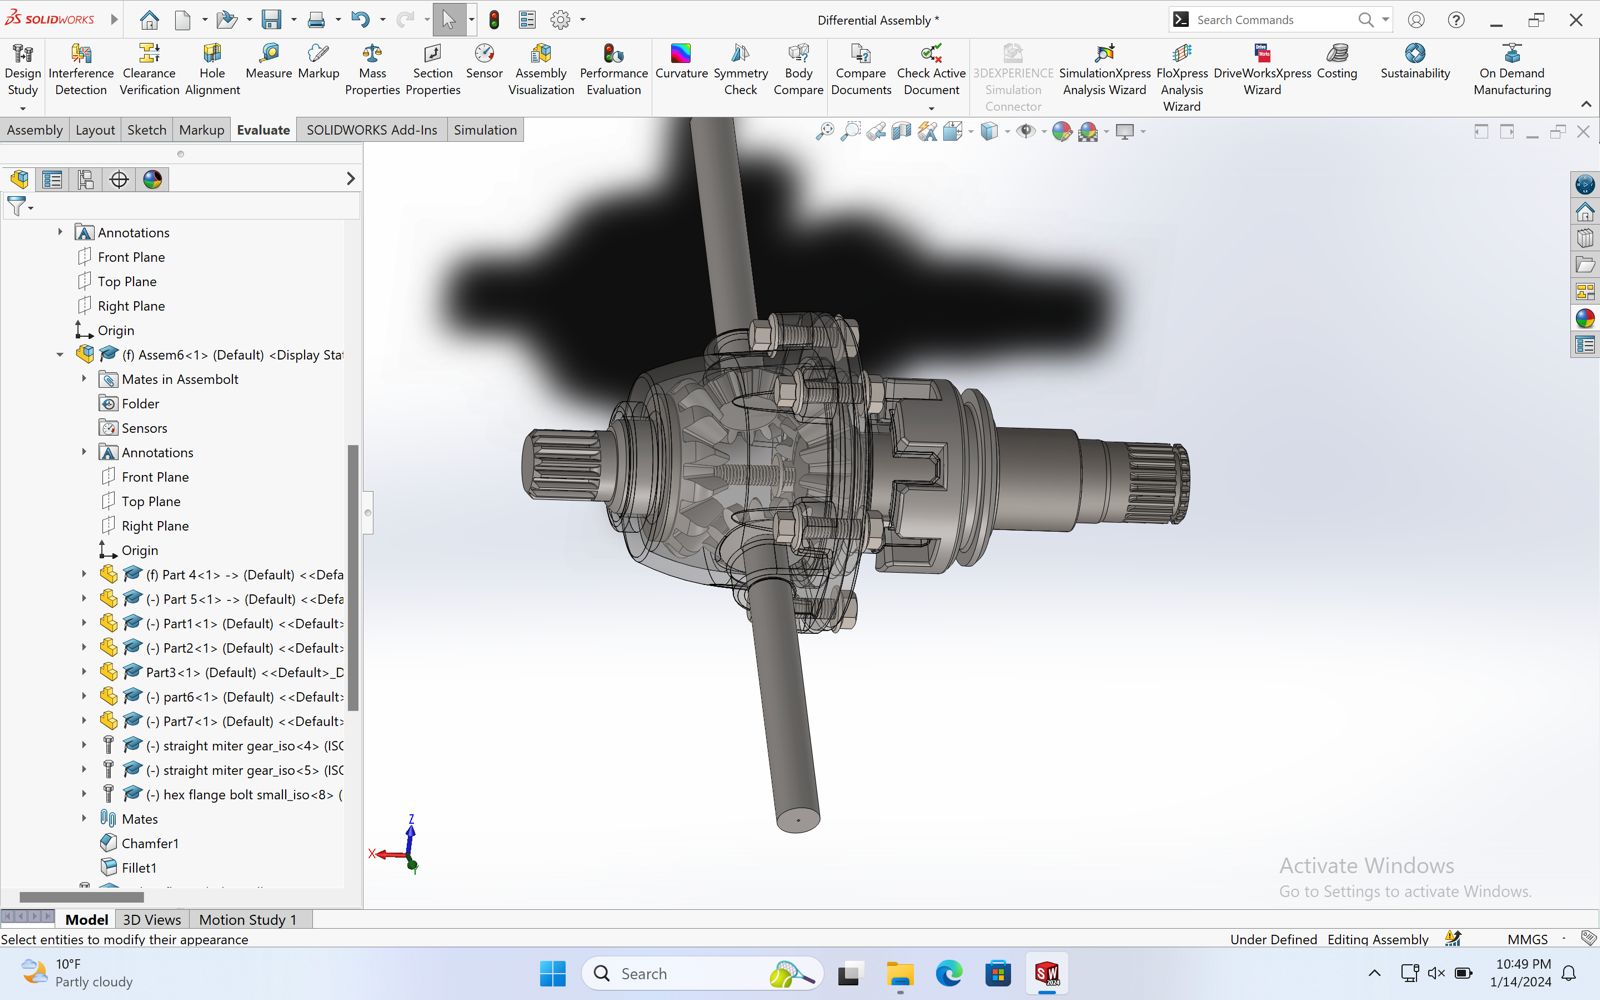 SOLIDWORKS
Differential Assembly *
Search Commands
Design Study
Interference Detection
Clearance Verification
Hole Alignment
Measure
Markup
Mass Properties
Section Properties
Sensor
Assembly Visualization
Performance Evaluation
Curvature
Symmetry Check
Body Compare
Compare Documents
Check Active Document
3DEXPERIENCE Simulation Connector
SimulationXpress Analysis Wizard
FloXpress Analysis Wizard
DriveWorksXpress Wizard
Costing
Sustainability
On Demand Manufacturing
Assembly
Layout
Sketch
Markup
Evaluate
SOLIDWORKS Add-Ins
Simulation
Annotations
Front Plane
Top Plane
Right Plane
Origin
(f) Assem6<1> (Default) <Display Sta
Mates in Assembolt
Folder
Sensors
Annotations
Front Plane
Top Plane
Right Plane
Origin
(f) Part 4<1> -> (Default) <<Defa
(-) Part 5<1> -> (Default) <<Defa
(-) Part1<1> (Default) <<Default>
(-) Part2<1> (Default) <<Default>
Part3<1> (Default) <<Default>_D
(-) part6<1> (Default) <<Default>
(-) Part7<1> (Default) <<Default>
(-) straight miter gear_iso<4> (ISO
(-) straight miter gear_iso<5> (ISO
(-) hex flange bolt small_iso<8> (
Mates
Chamfer1
Fillet1
Z
X
Activate Windows
Go to Settings to activate Windows.
Model
3D Views
Motion Study 1
Select entities to modify their appearance
Under Defined
Editing Assembly
MMGS
10°F
Partly cloudy
Search
SW
2024
10:49 PM
1/14/2024